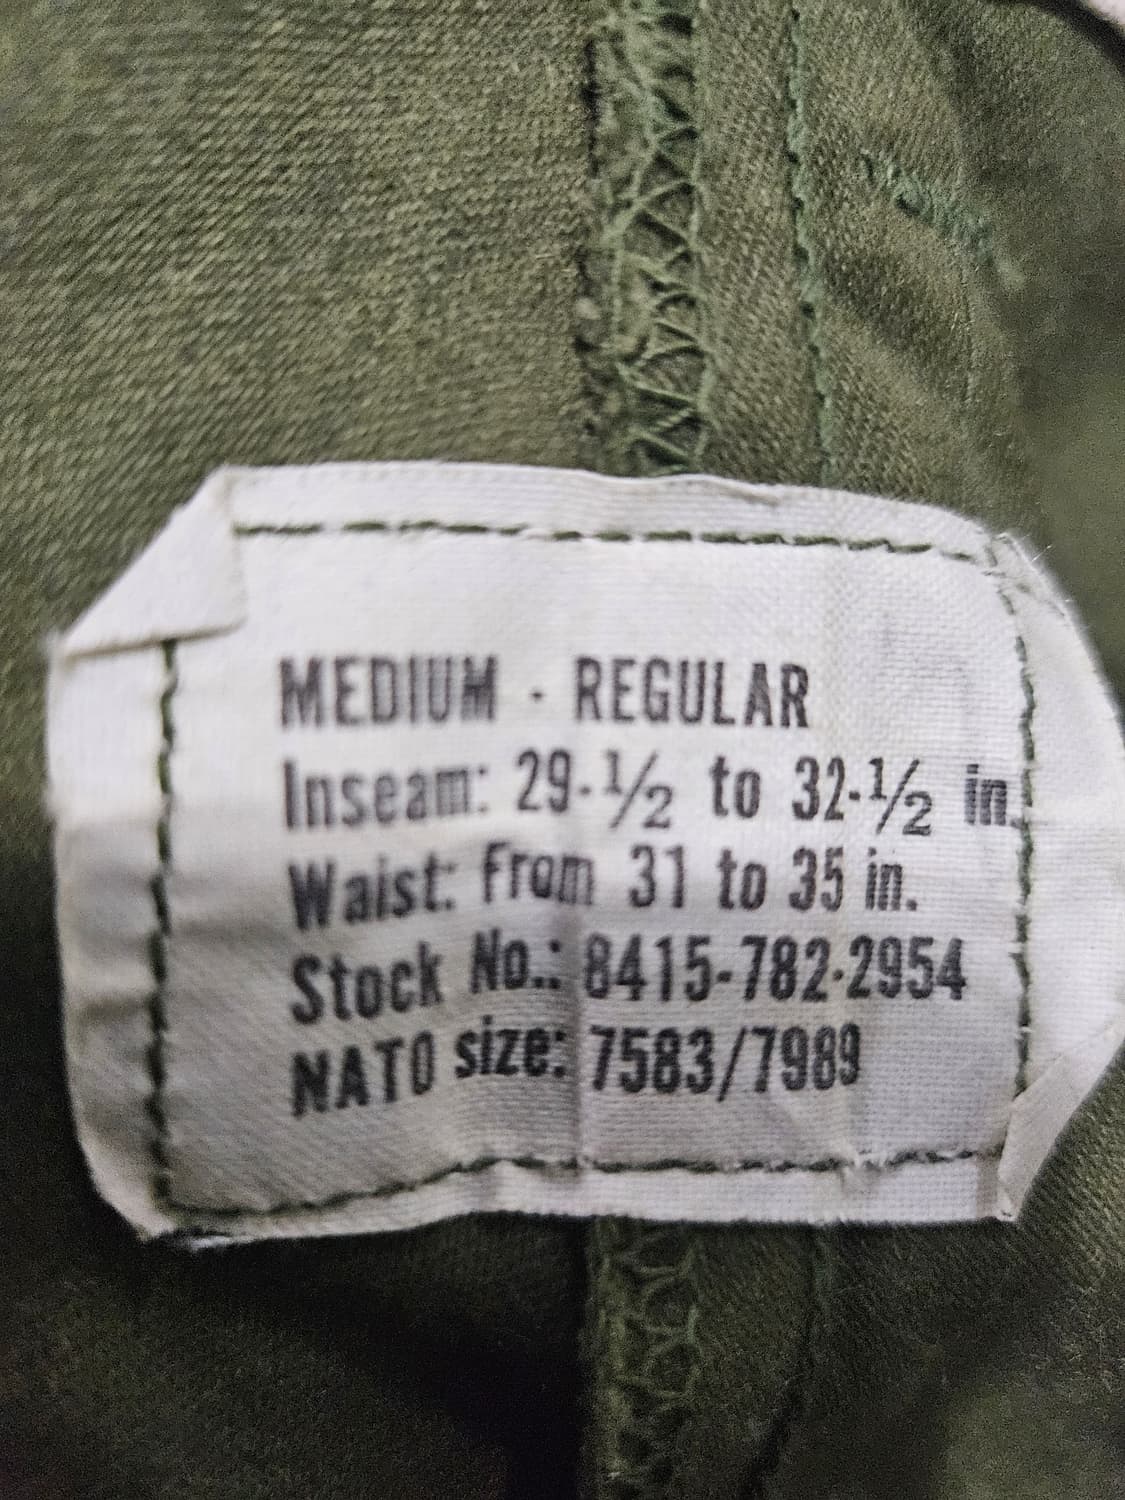 MEDIUM - REGULAR
Inseam: 29-½ to 32-½ in.
Waist: From 31 to 35 in.
Stock No.: 8415-782-2954
NATO size: 7583/7989